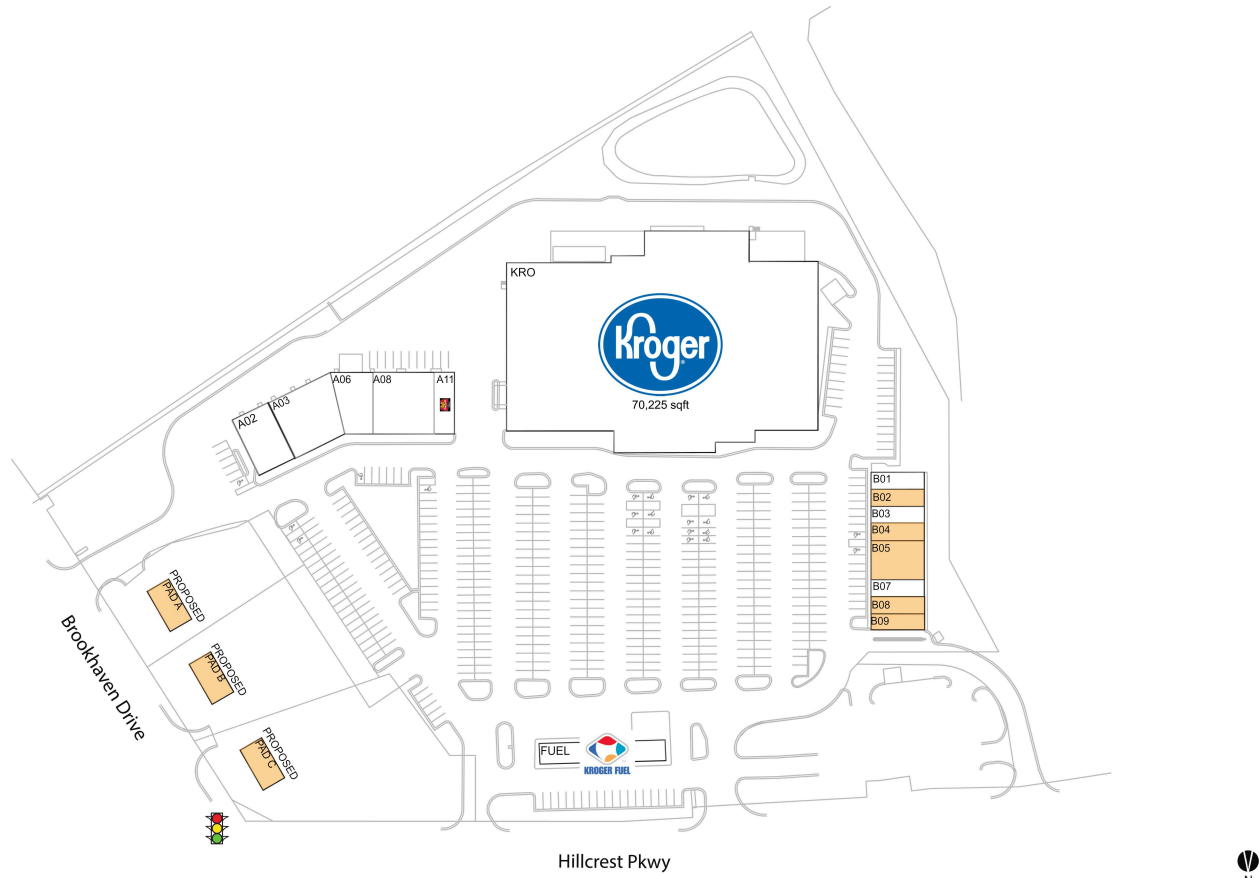 KRO
Kroger
70,225 sqft
A06
A08
A11
A03
A02
B01
B02
B03
B04
B05
B07
B08
B09
PROPOSED
PAD A
PROPOSED
PAD B
PROPOSED
PAD C
Brookhaven Drive
FUEL
KROGER FUEL
Hillcrest Pkwy
N